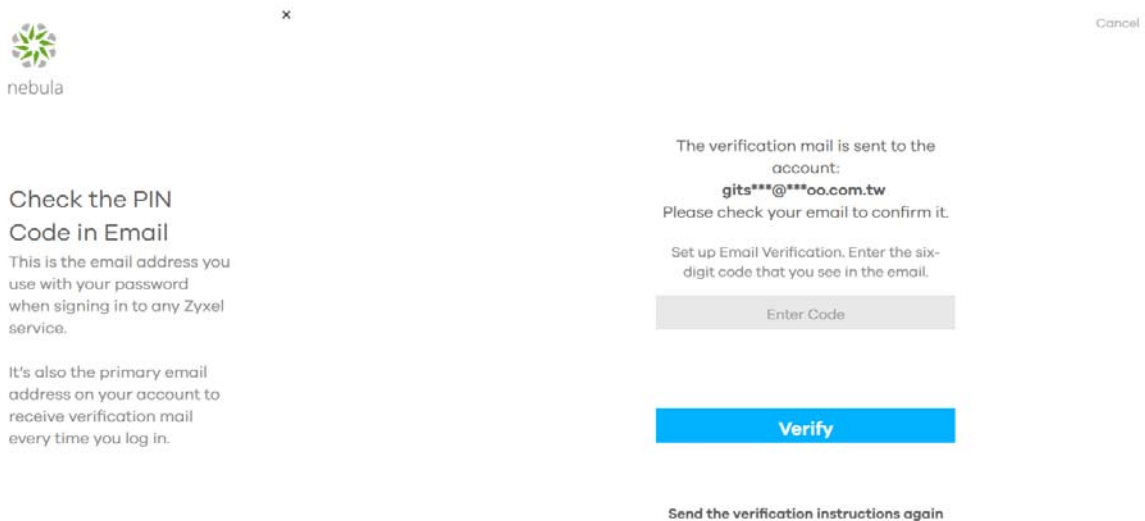 nebula
×
Cancel
Check the PIN
Code in Email
This is the email address you
use with your password
when signing in to any Zyxel
service.
It's also the primary email
address on your account to
receive verification mail
every time you log in.
The verification mail is sent to the
account:
gits***@***oo.com.tw
Please check your email to confirm it.
Set up Email Verification. Enter the six-
digit code that you see in the email.
Enter Code
Verify
Send the verification instructions again